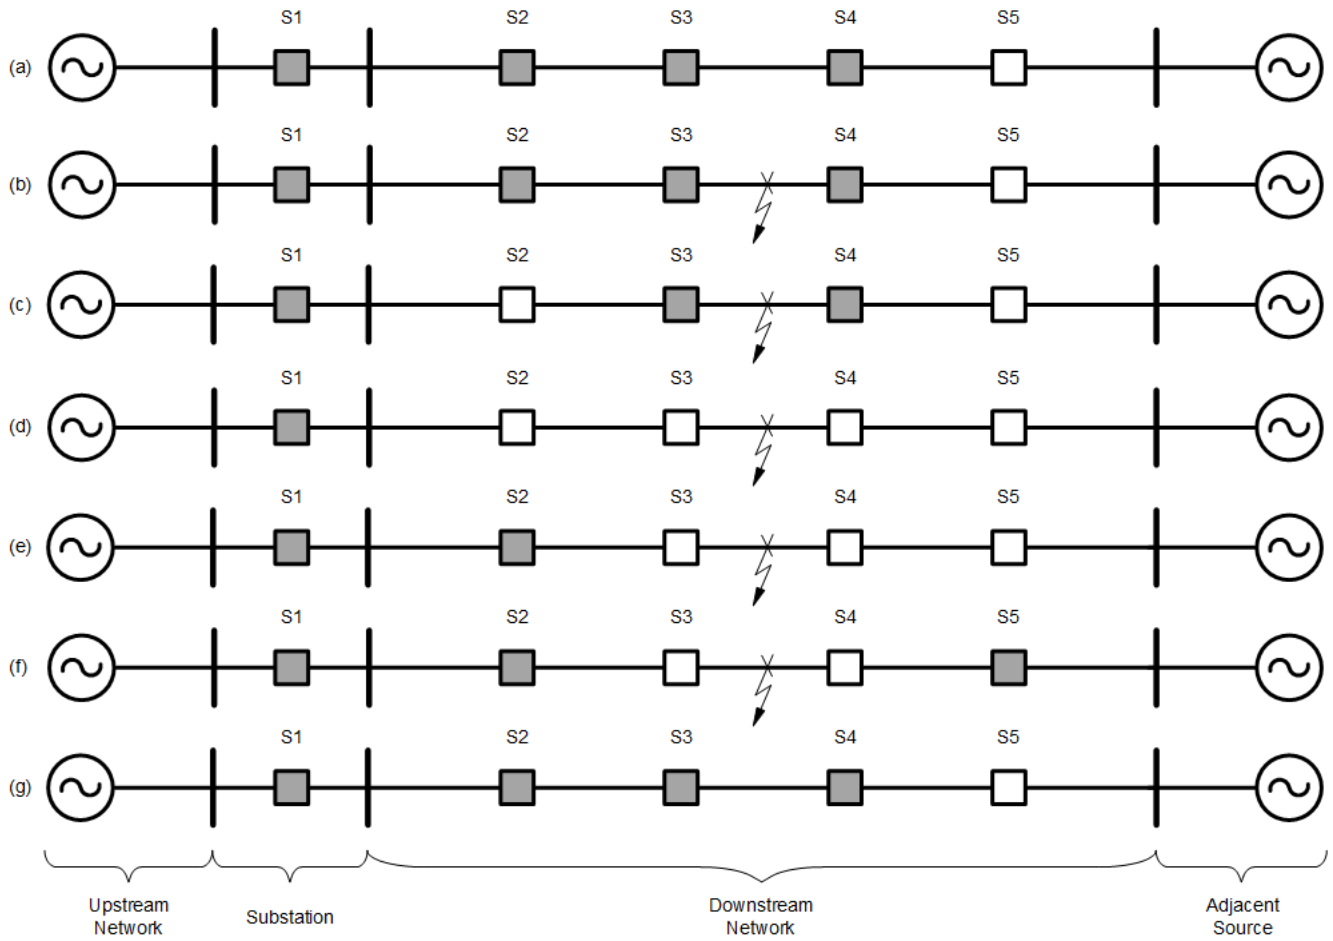 S1 S2 S3 S4 S5
(a)
S1 S2 S3 S4 S5
(b)
S1 S2 S3 S4 S5
(c)
S1 S2 S3 S4 S5
(d)
S1 S2 S3 S4 S5
(e)
S1 S2 S3 S4 S5
(f)
S1 S2 S3 S4 S5
(g)
Upstream
Network
Substation
Downstream
Network
Adjacent
Source